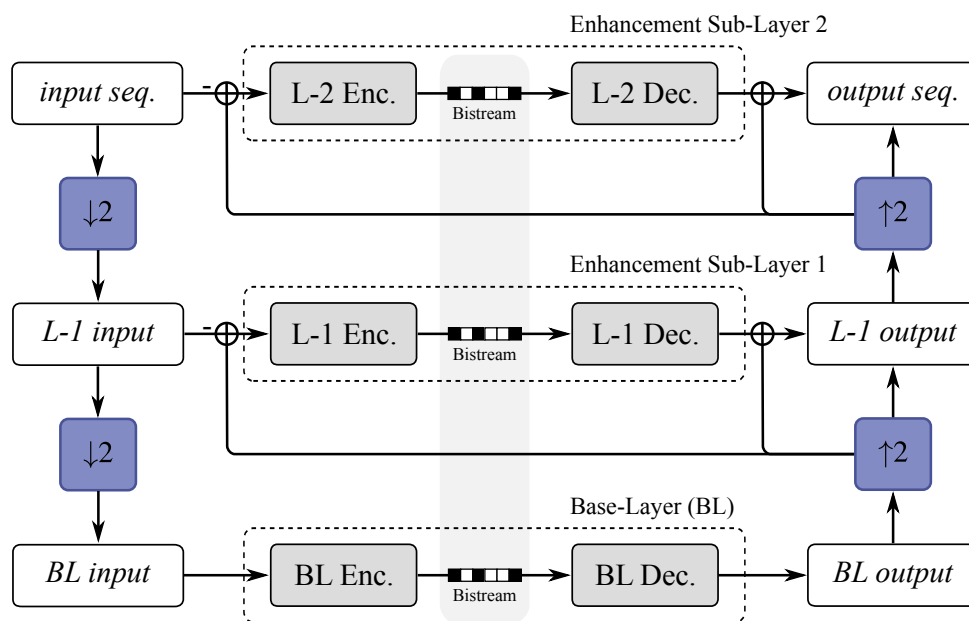 Enhancement Sub-Layer 2
input seq.
-
L-2 Enc.
Bistream
L-2 Dec.
output seq.
↓2
↑2
Enhancement Sub-Layer 1
L-1 input
-
L-1 Enc.
Bistream
L-1 Dec.
L-1 output
↓2
↑2
Base-Layer (BL)
BL input
BL Enc.
Bistream
BL Dec.
BL output